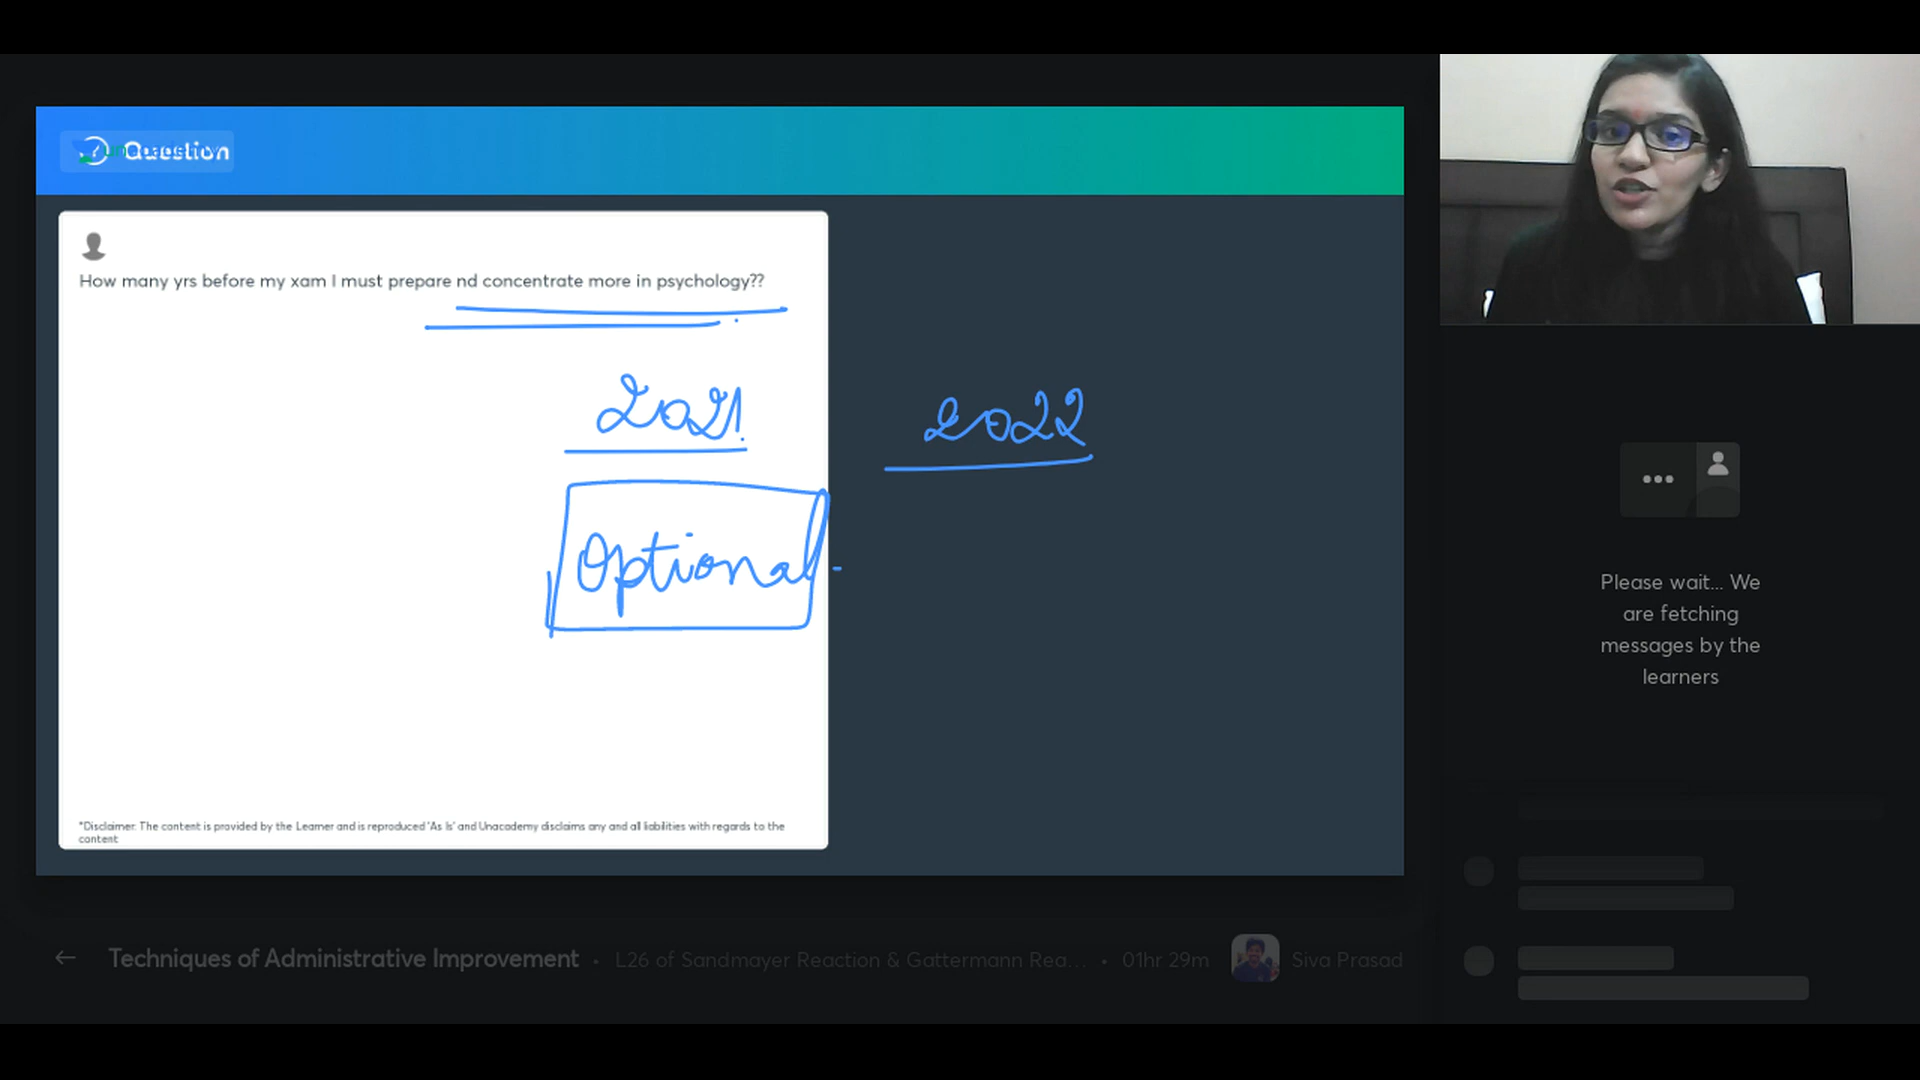 Question
How many yrs before my xam I must prepare nd concentrate more in psychology??
2021
2022
Optional
*Disclaimer: The content is provided by the Learner and is reproduced 'As Is' and Unacademy disclaims any and all liabilities with regards to the
content
Please wait... We
are fetching
messages by the
learners
Techniques of Administrative Improvement • L26 of Sandmayer Reaction & Gattermann Rea... • 01hr 29m Siva Prasad